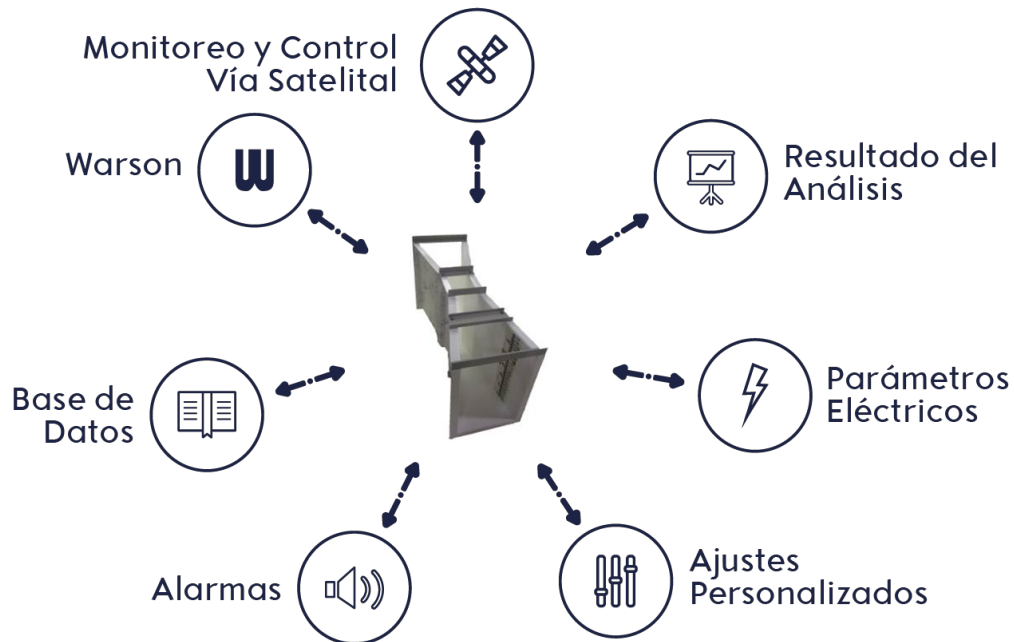 Monitoreo y Control
Vía Satelital
Warson
W
Resultado del
Análisis
Base de
Datos
Parámetros
Eléctricos
Alarmas
Ajustes
Personalizados